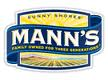 SUNNY SHORES
MANN'S
FAMILY OWNED FOR THREE GENERATIONS